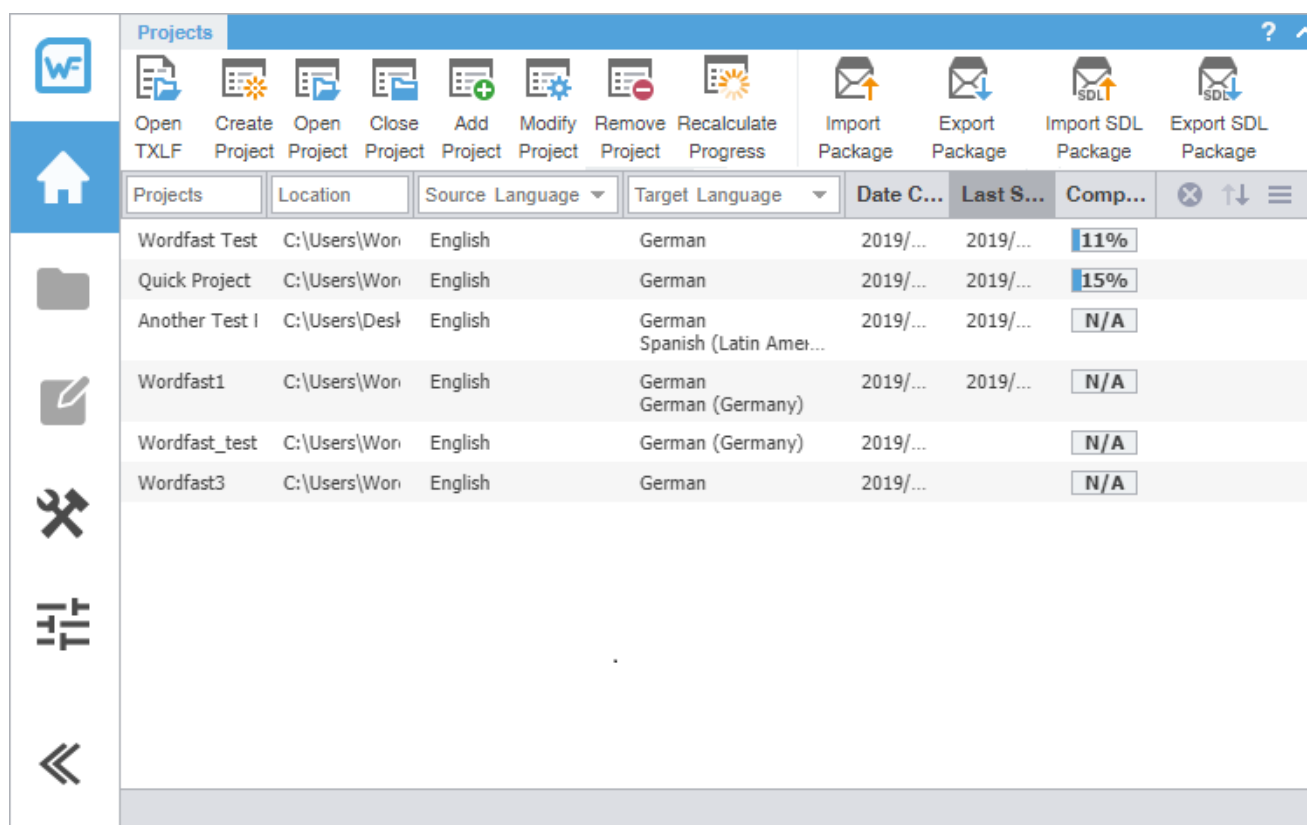 Projects ?
WF
Open TXLF
Create Project
Open Project
Close Project
Add Project
Modify Project
Remove Project
Recalculate Progress
Import Package
Export Package
SDL
Import SDL Package
SDL
Export SDL Package
Projects Location Source Language Target Language Date C... Last S... Comp...
Wordfast Test C:\Users\Wor English German 2019/... 2019/... 11%
Quick Project C:\Users\Wor English German 2019/... 2019/... 15%
Another Test C:\Users\Desk English German 2019/... 2019/... N/A
Spanish (Latin Amer...
Wordfast1 C:\Users\Wor English German 2019/... 2019/... N/A
German (Germany)
Wordfast_test C:\Users\Wor English German (Germany) 2019/... N/A
Wordfast3 C:\Users\Wor English German 2019/... N/A